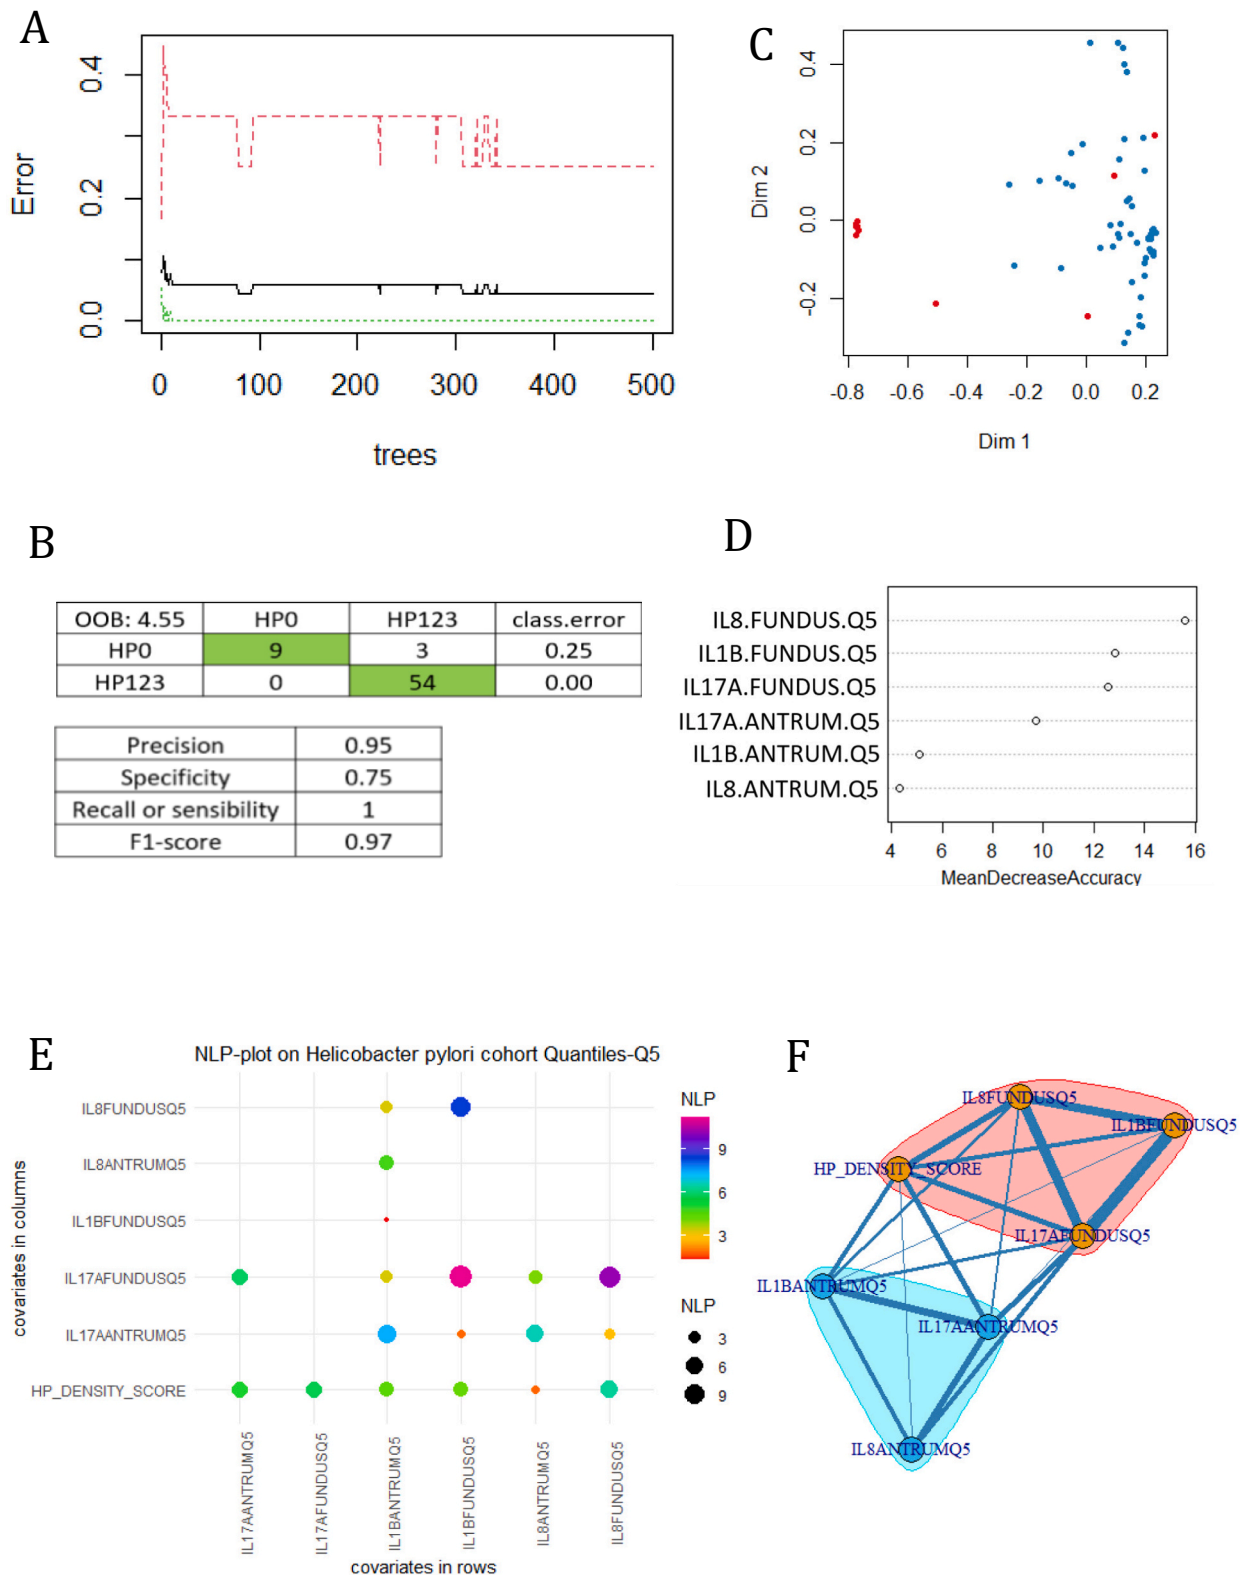 A
Error
0.0
0.2
0.4
0
100
200
300
400
500
trees
C
Dim 2
-0.2
0.0
0.2
0.4
-0.8
-0.6
-0.4
-0.2
0.0
0.2
Dim 1
B
OOB: 4.55 HP0 HP123 class.error
HP0 9 3 0.25
HP123 0 54 0.00
Precision 0.95
Specificity 0.75
Recall or sensibility 1
F1-score 0.97
D
IL8.FUNDUS.Q5
IL1B.FUNDUS.Q5
IL17A.FUNDUS.Q5
IL17A.ANTRUM.Q5
IL1B.ANTRUM.Q5
IL8.ANTRUM.Q5
4 6 8 10 12 14 16
MeanDecreaseAccuracy
E
NLP-plot on Helicobacter pylori cohort Quantiles-Q5
covariates in columns
IL8FUNDUSQ5
IL8ANTRUMQ5
IL1BFUNDUSQ5
IL17AFUNDUSQ5
IL17AANTRUMQ5
HP_DENSITY_SCORE
IL17AANTRUMQ5
IL17AFUNDUSQ5
IL1BANTRUMQ5
IL1BFUNDUSQ5
IL8ANTRUMQ5
IL8FUNDUSQ5
covariates in rows
NLP
9
6
3
NLP
3
6
9
F
IL8FUNDUSQ5
IL1BFUNDUSQ5
HP_DENSITY_SCORE
IL17AFUNDUSQ5
IL1BANTRUMQ5
IL17AANTRUMQ5
IL8ANTRUMQ5